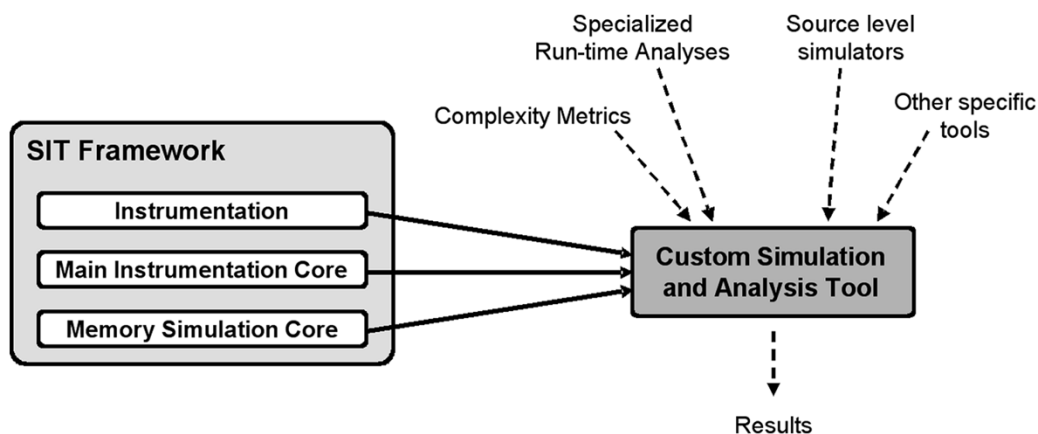 Specialized
Run-time Analyses
Source level
simulators
Complexity Metrics
Other specific
tools
SIT Framework
Instrumentation
Main Instrumentation Core
Memory Simulation Core
Custom Simulation
and Analysis Tool
Results